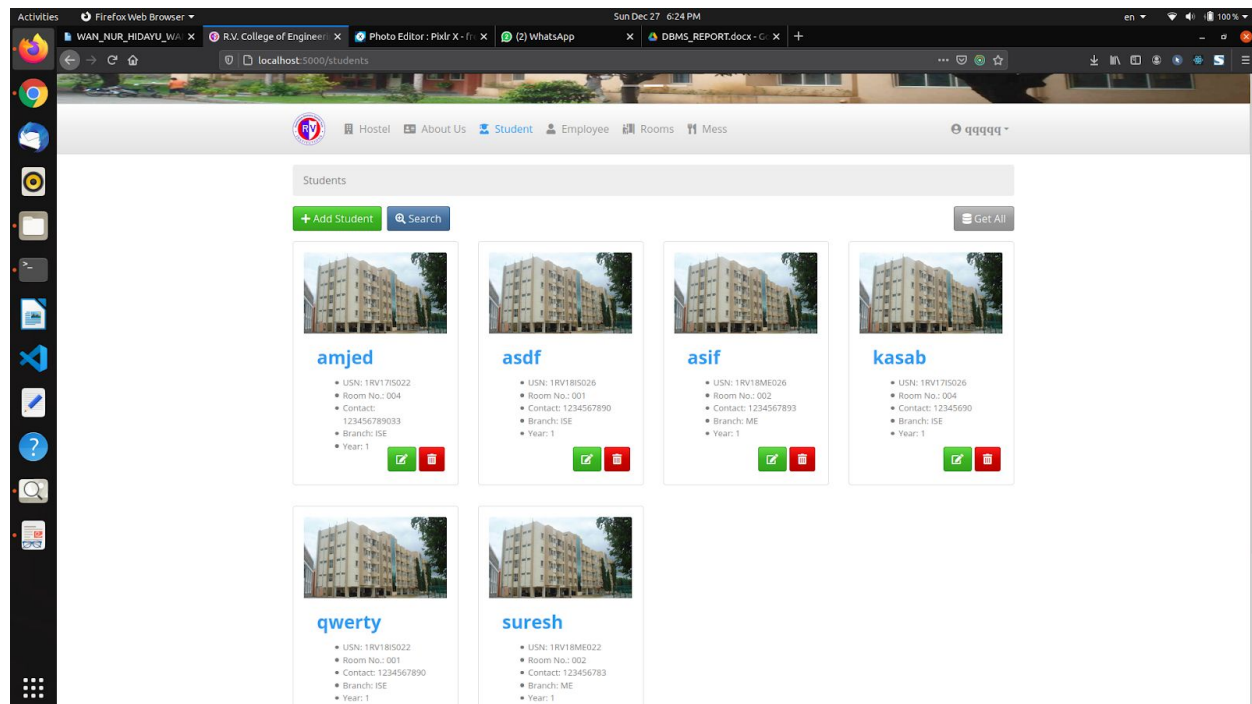 Activities Firefox Web Browser Sun Dec 27 6:24 PM en 100 %
WAN_NUR_HIDAYU_WA R.V. College of Engineeri Photo Editor : Pixlr X - fre (2) WhatsApp DBMS_REPORT.docx - Go
localhost:5000/students
RV Hostel About Us Student Employee Rooms Mess qqqqq
Students
+ Add Student Search Get All
amjed
USN: 1RV17IS022
Room No.: 004
Contact:
123456789033
Branch: ISE
Year: 1
asdf
USN: 1RV18IS026
Room No.: 001
Contact: 1234567890
Branch: ISE
Year: 1
asif
USN: 1RV18ME026
Room No.: 002
Contact: 1234567893
Branch: ME
Year: 1
kasab
USN: 1RV17IS026
Room No.: 004
Contact: 12345690
Branch: ISE
Year: 1
qwerty
USN: 1RV18IS022
Room No.: 001
Contact: 1234567890
Branch: ISE
Year: 1
suresh
USN: 1RV18ME022
Room No.: 002
Contact: 123456783
Branch: ME
Year: 1